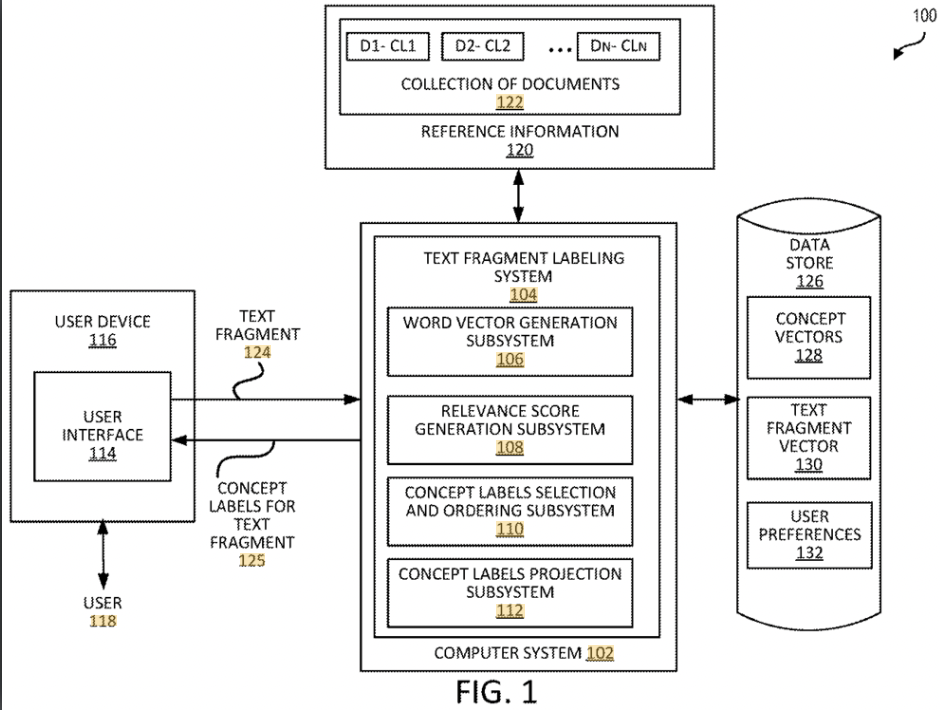 100
D1- CL1
D2- CL2
...
DN- CLN
COLLECTION OF DOCUMENTS
122
REFERENCE INFORMATION
120
TEXT FRAGMENT LABELING
SYSTEM
104
WORD VECTOR GENERATION
SUBSYSTEM
106
RELEVANCE SCORE
GENERATION SUBSYSTEM
108
CONCEPT LABELS SELECTION
AND ORDERING SUBSYSTEM
110
CONCEPT LABELS PROJECTION
SUBSYSTEM
112
COMPUTER SYSTEM 102
USER DEVICE
116
USER
INTERFACE
114
TEXT
FRAGMENT
124
CONCEPT
LABELS FOR
TEXT
FRAGMENT
125
USER
118
DATA
STORE
126
CONCEPT
VECTORS
128
TEXT
FRAGMENT
VECTOR
130
USER
PREFERENCES
132
FIG. 1